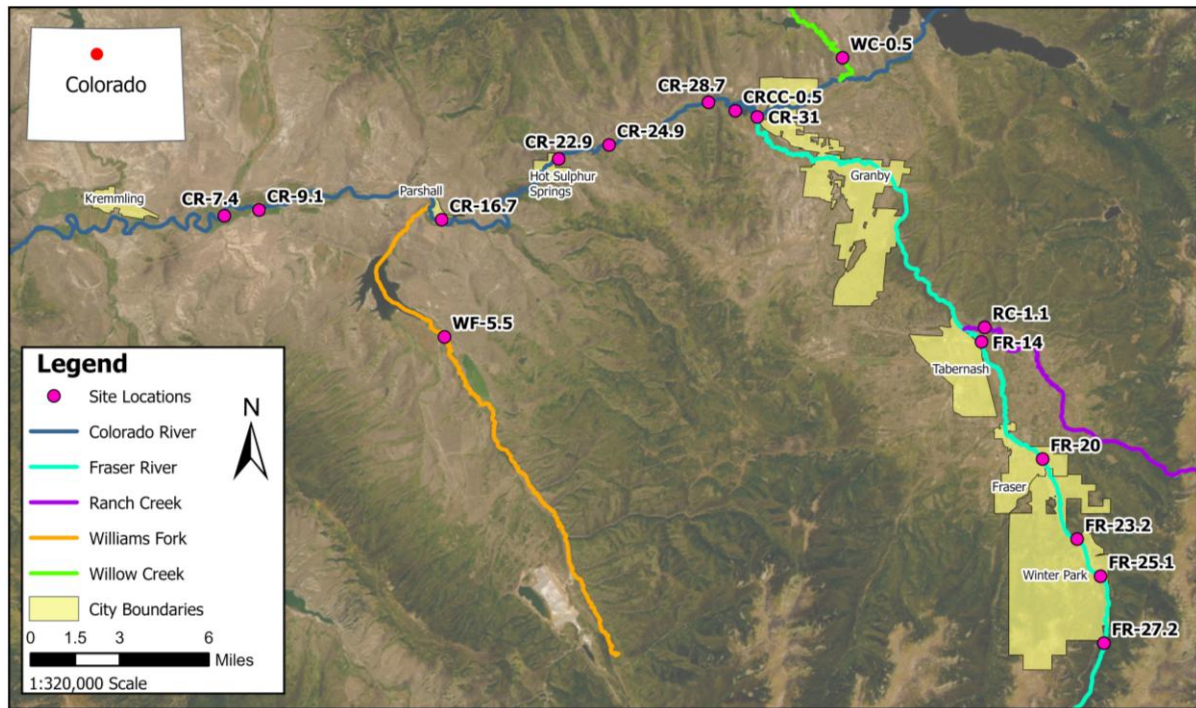 Colorado
WC-0.5
CR-28.7
CRCC-0.5
CR-31
CR-22.9
CR-24.9
Hot Sulphur
Springs
Granby
Parshall
Kremmling
CR-7.4
CR-9.1
CR-16.7
RC-1.1
FR-14
Tabernash
WF-5.5
FR-20
Fraser
FR-23.2
FR-25.1
Winter Park
FR-27.2
Legend
Site Locations
Colorado River
Fraser River
Ranch Creek
Williams Fork
Willow Creek
City Boundaries
N
0 1.5 3 6
Miles
1:320,000 Scale